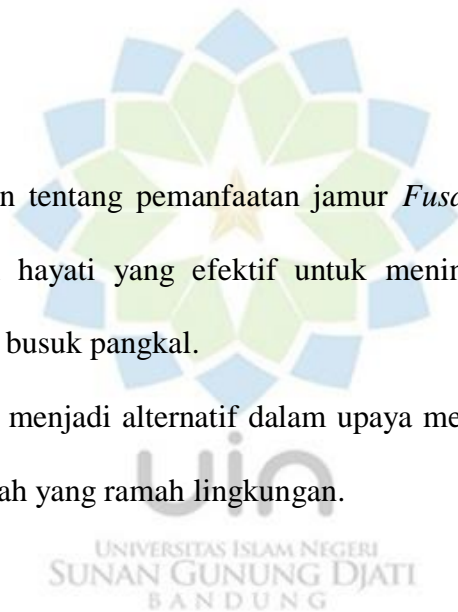 n tentang pemanfaatan jamur Fusa
hayati yang efektif untuk menin
busuk pangkal.
menjadi alternatif dalam upaya me
ah yang ramah lingkungan.
uin
UNIVERSITAS ISLAM NEGERI
SUNAN GUNUNG DJATI
BANDUNG